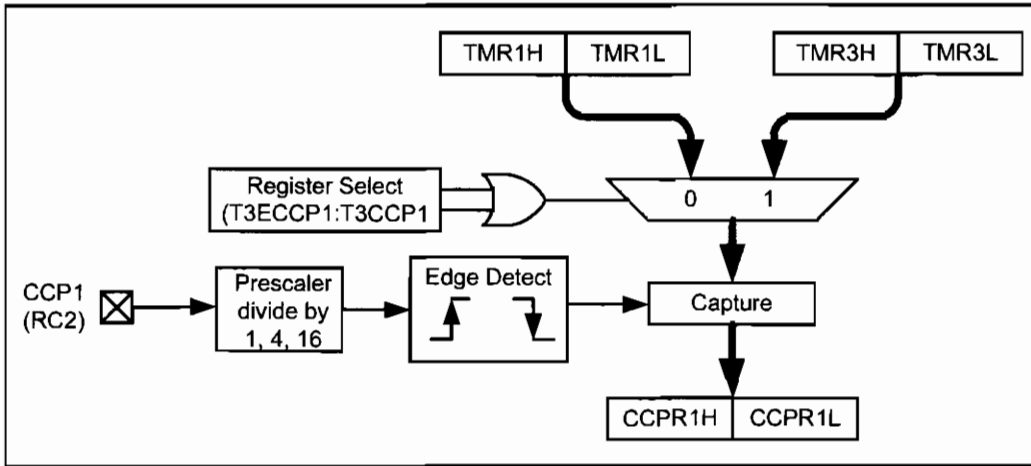 TMR1H TMR1L TMR3H TMR3L
Register Select
(T3ECCP1:T3CCP1
0 1
CCP1
(RC2)
Prescaler
divide by
1, 4, 16
Edge Detect
Capture
CCPR1H CCPR1L